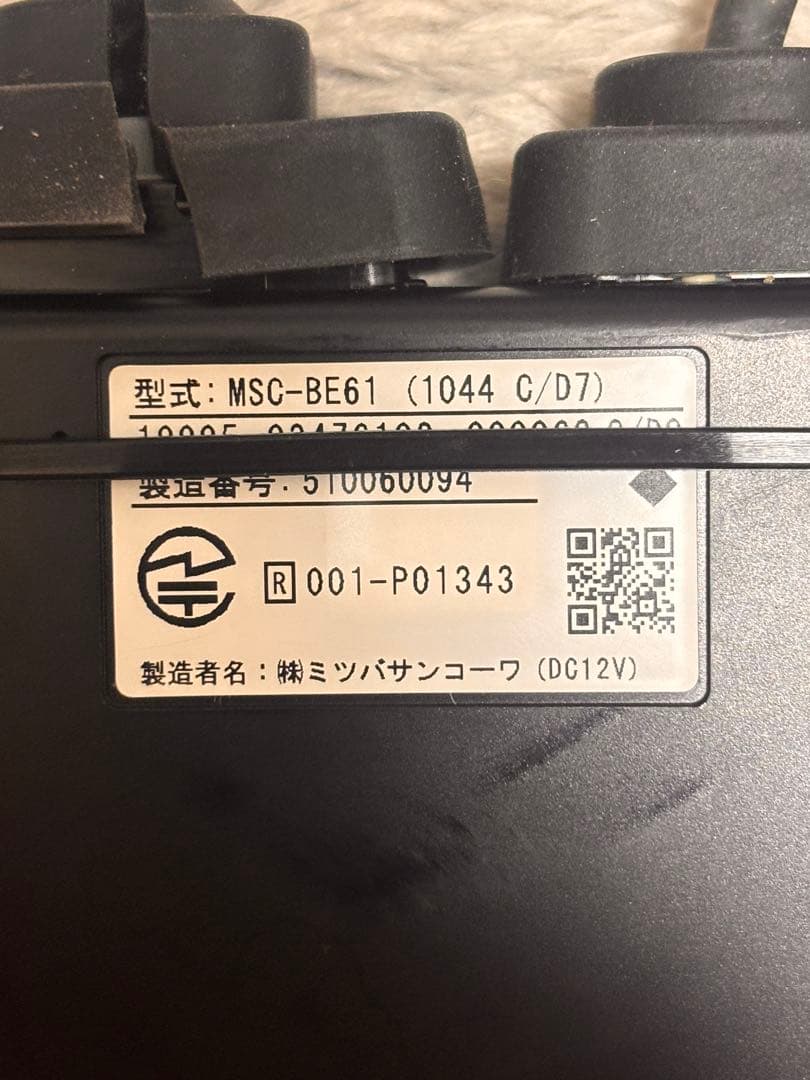 型式: MSC-BE61 (1044 C/D7)
製造番号: 510060094
R 001-P01343
製造者名:㈱ミツバサンコーワ (DC12V)